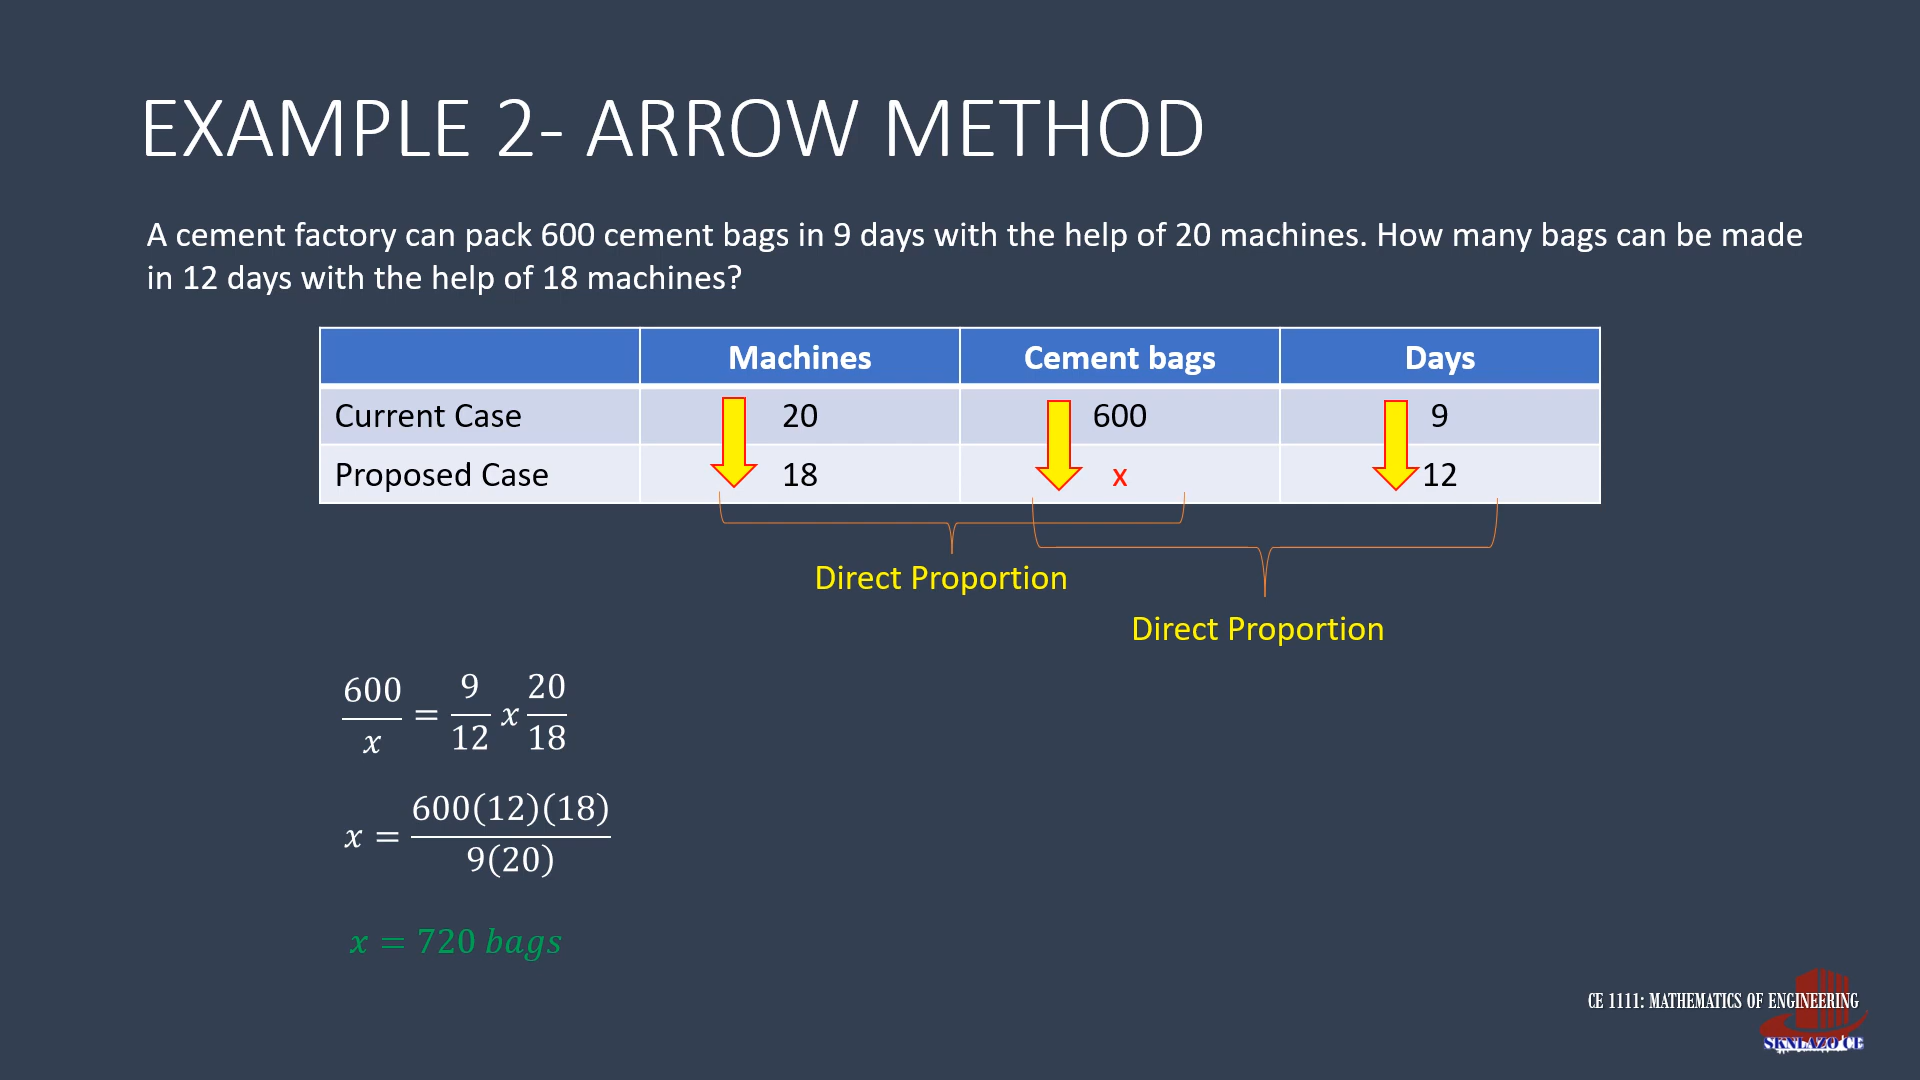 EXAMPLE 2- ARROW METHOD
A cement factory can pack 600 cement bags in 9 days with the help of 20 machines. How many bags can be made
in 12 days with the help of 18 machines?
Machines Cement bags Days
Current Case 20 600 9
Proposed Case 18 x 12
Direct Proportion
Direct Proportion
600/x = 9/12 x 20/18
x = 600(12)(18)/9(20)
x = 720 bags
CE 1111: MATHEMATICS OF ENGINEERING